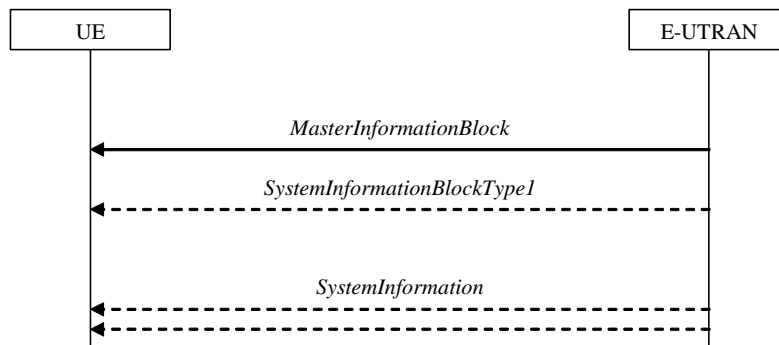 UE
E-UTRAN
MasterInformationBlock
SystemInformationBlockType1
SystemInformation